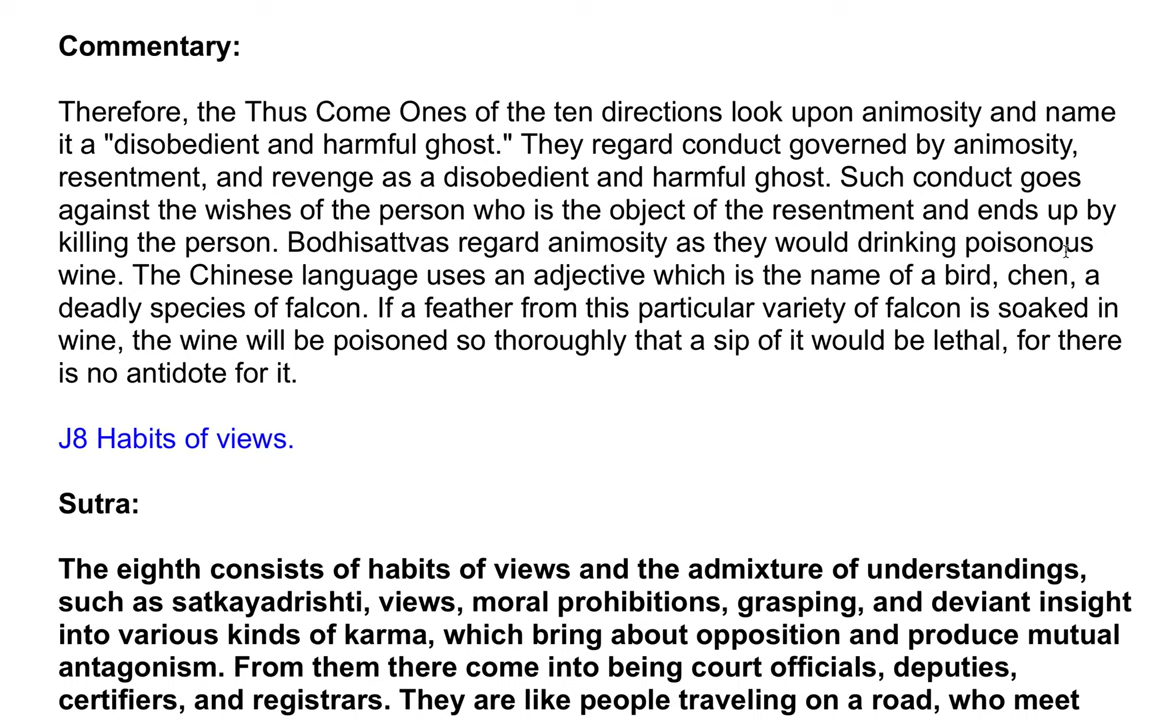 Commentary:
Therefore, the Thus Come Ones of the ten directions look upon animosity and name
it a "disobedient and harmful ghost." They regard conduct governed by animosity,
resentment, and revenge as a disobedient and harmful ghost. Such conduct goes
against the wishes of the person who is the object of the resentment and ends up by
killing the person. Bodhisattvas regard animosity as they would drinking poisonous
wine. The Chinese language uses an adjective which is the name of a bird, chen, a
deadly species of falcon. If a feather from this particular variety of falcon is soaked in
wine, the wine will be poisoned so thoroughly that a sip of it would be lethal, for there
is no antidote for it.
J8 Habits of views.
Sutra:
The eighth consists of habits of views and the admixture of understandings,
such as satkayadrishti, views, moral prohibitions, grasping, and deviant insight
into various kinds of karma, which bring about opposition and produce mutual
antagonism. From them there come into being court officials, deputies,
certifiers, and registrars. They are like people traveling on a road, who meet